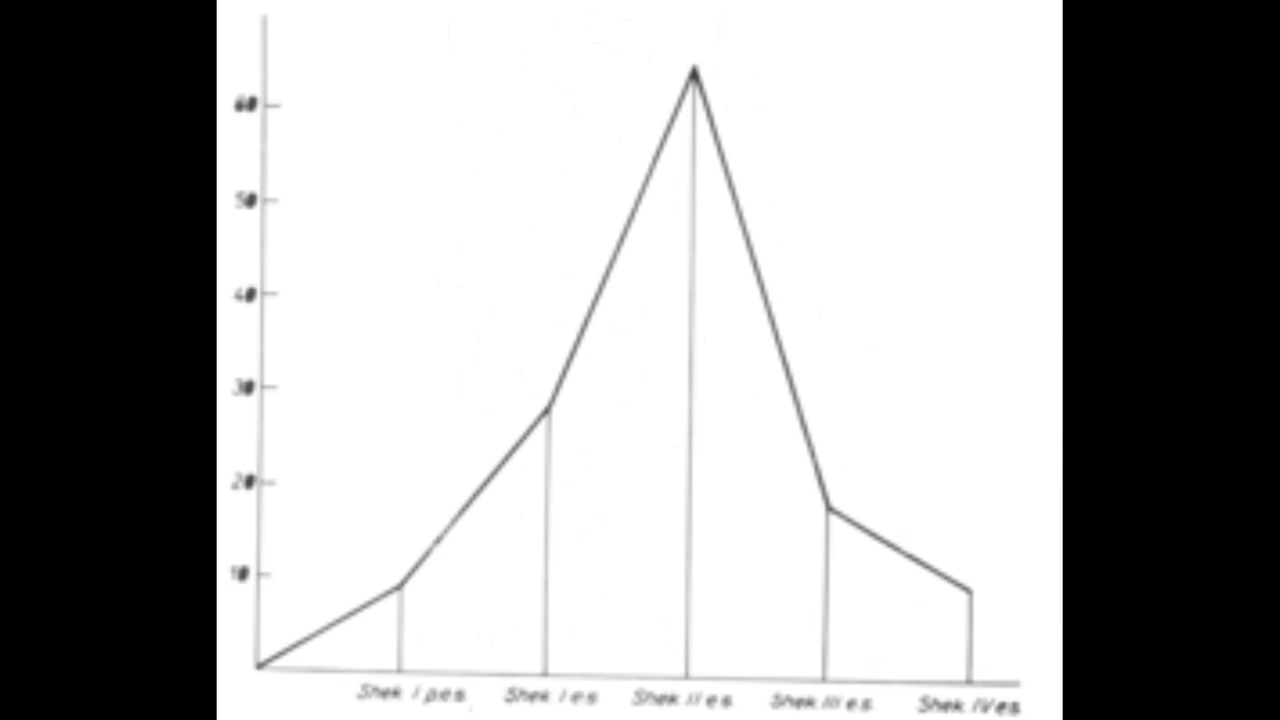 60
50
40
30
20
10
Shek. I p.e.s.
Shek. I e.s.
Shek. II e.s.
Shek. III e.s.
Shek. IV e.s.